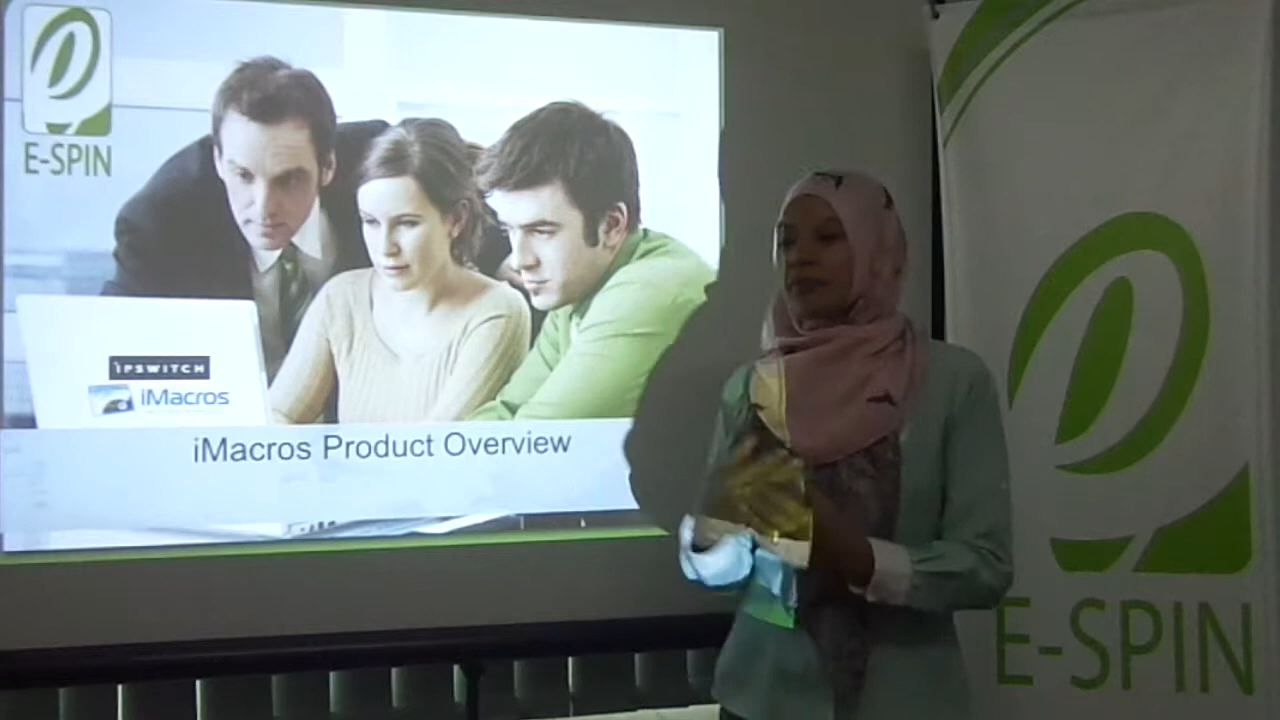 E-SPIN
iPSWITCH
iMacros
iMacros Product Overview
E-SPIN